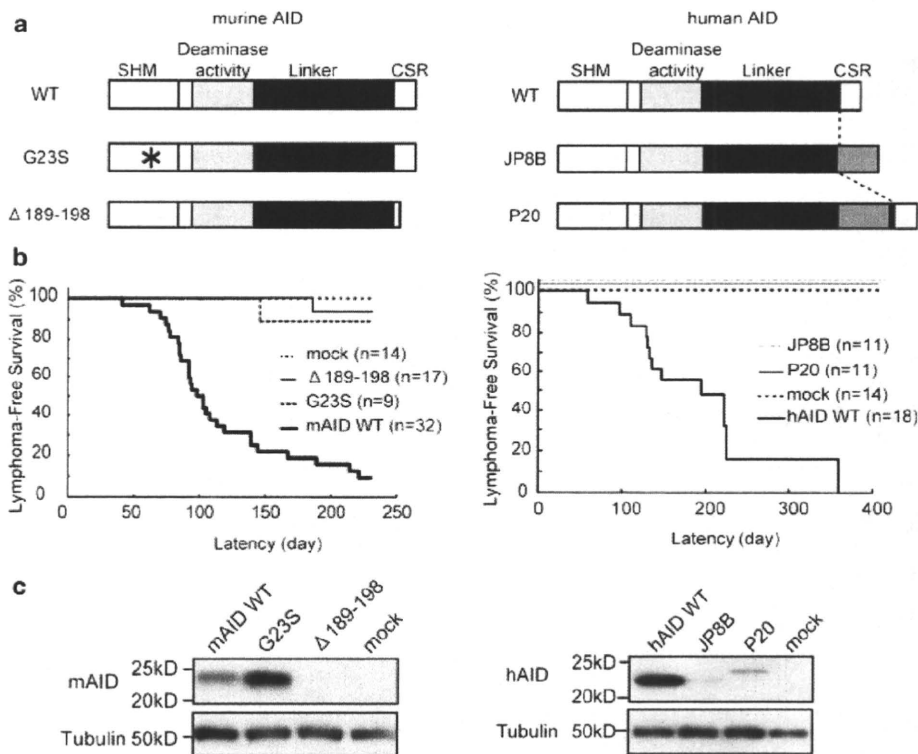 a
murine AID
human AID
Deaminase
SHM activity Linker CSR
Deaminase
SHM activity Linker CSR
WT
WT
G23S
*
JP8B
Δ 189-198
P20
b
Lymphoma-Free Survival (%)
100
80
60
40
20
0
0 50 100 150 200 250
Latency (day)
mock (n=14)
Δ 189-198 (n=17)
G23S (n=9)
mAID WT (n=32)
Lymphoma-Free Survival (%)
100
80
60
40
20
0
0 100 200 300 400
Latency (day)
JP8B (n=11)
P20 (n=11)
mock (n=14)
hAID WT (n=18)
c
mAID WT G23S Δ 189-198 mock
mAID
25kD
20kD
Tubulin 50kD
hAID WT JP8B P20 mock
hAID
25kD
20kD
Tubulin 50kD